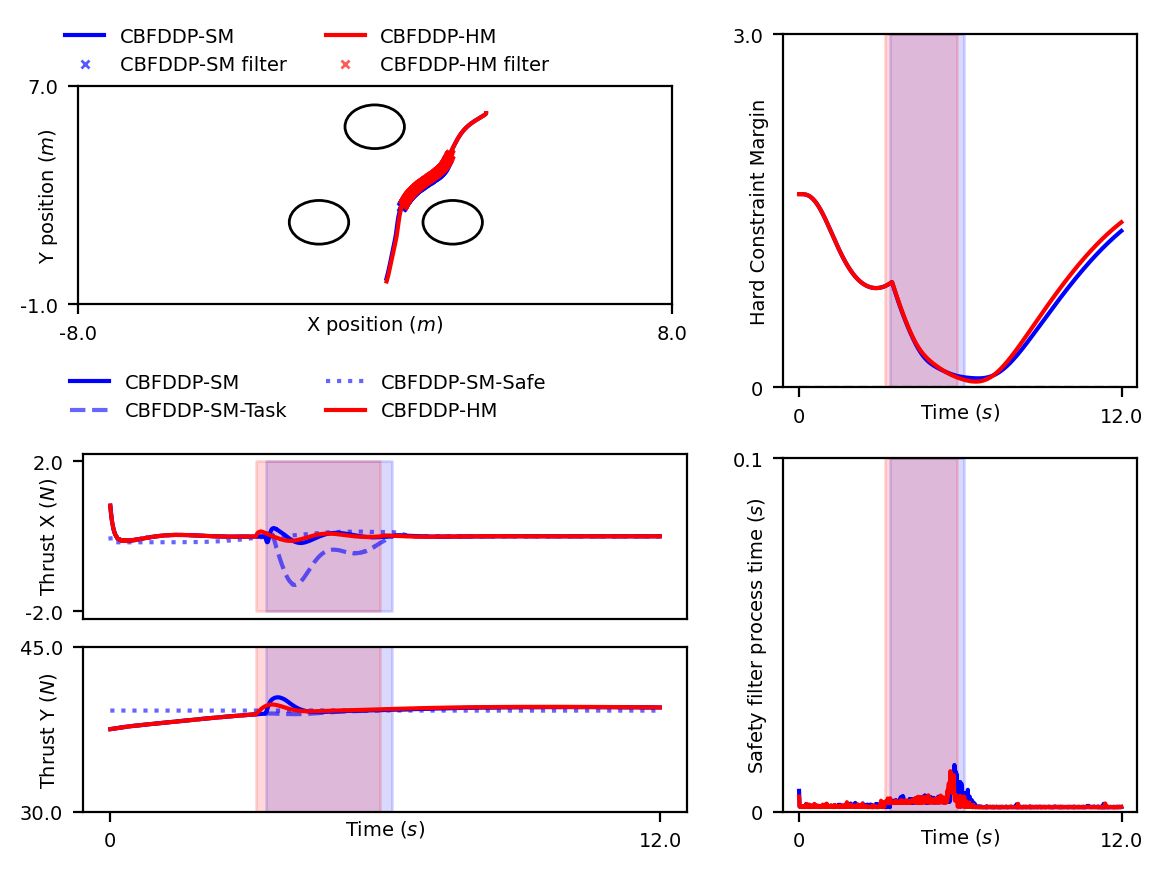 CBFDDP-SM
CBFDDP-HM
CBFDDP-SM filter
CBFDDP-HM filter
7.0
Y position (m)
-1.0
-8.0
X position (m)
8.0
3.0
Hard Constraint Margin
0
0
Time (s)
12.0
CBFDDP-SM
CBFDDP-SM-Safe
CBFDDP-SM-Task
CBFDDP-HM
2.0
Thrust X (N)
-2.0
45.0
Thrust Y (N)
30.0
0
Time (s)
12.0
0.1
Safety filter process time (s)
0
0
Time (s)
12.0